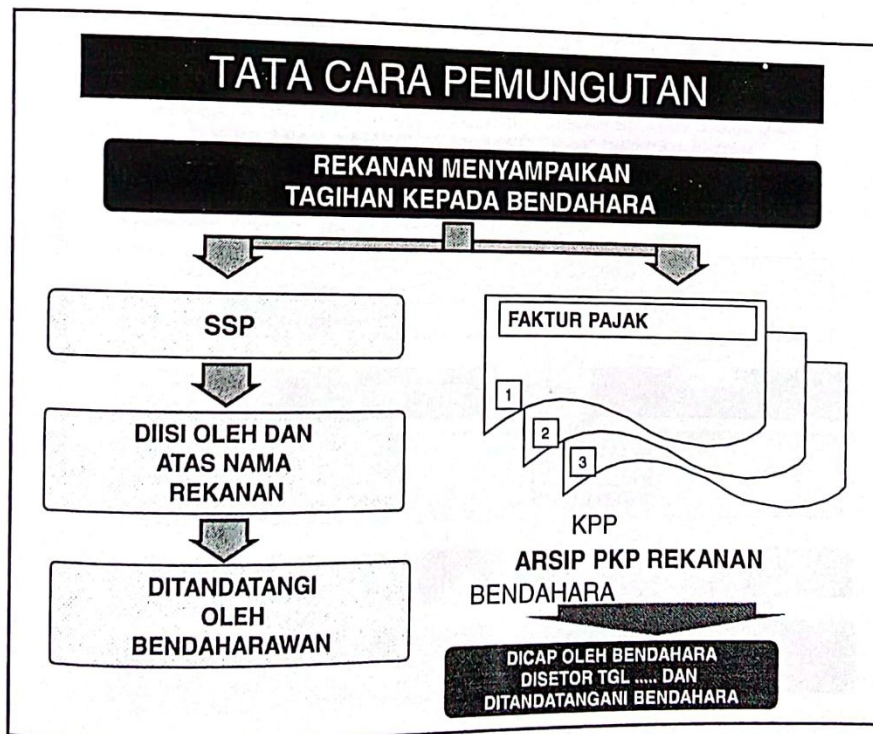 TATA CARA PEMUNGUTAN
REKANAN MENYAMPAIKAN
TAGIHAN KEPADA BENDAHARA
SSP
DIISI OLEH DAN
ATAS NAMA
REKANAN
DITANDATANGI
OLEH
BENDAHARAWAN
FAKTUR PAJAK
1
2
3
KPP
ARSIP PKP REKANAN
BENDAHARA
DICAP OLEH BENDAHARA
DISETOR TGL ..... DAN
DITANDATANGANI BENDAHARA